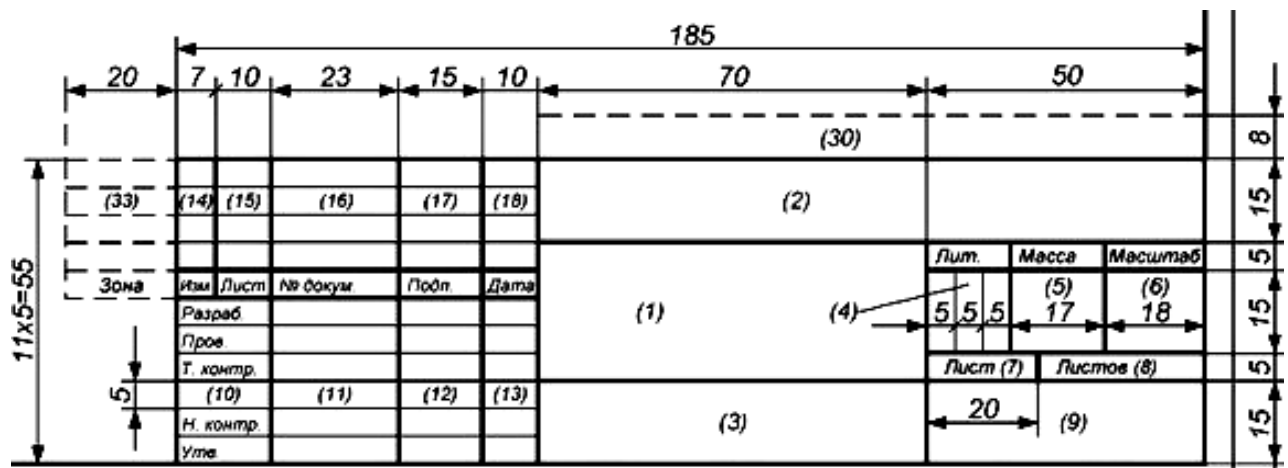 185
20 7 10 23 15 10 70 50
(30) 8
(33) (14) (15) (16) (17) (18) (2) 15
Лит. Масса Масштаб 5
Зона Изм Лист № докум. Подп. Дата (5) (6)
11х5=55 Разраб. (1) (4) 5 5 5 17 18 15
Пров.
Т. контр. Лист (7) Листов (8) 5
5 (10) (11) (12) (13) 20
Н. контр. (3) (9) 15
Утв.